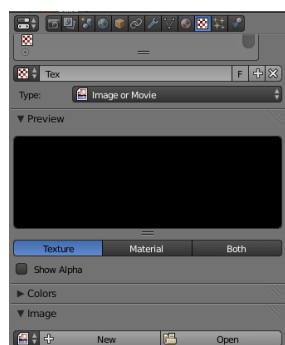 Tex F
Type: Image or Movie
Preview
Texture Material Both
Show Alpha
Colors
Image
New Open